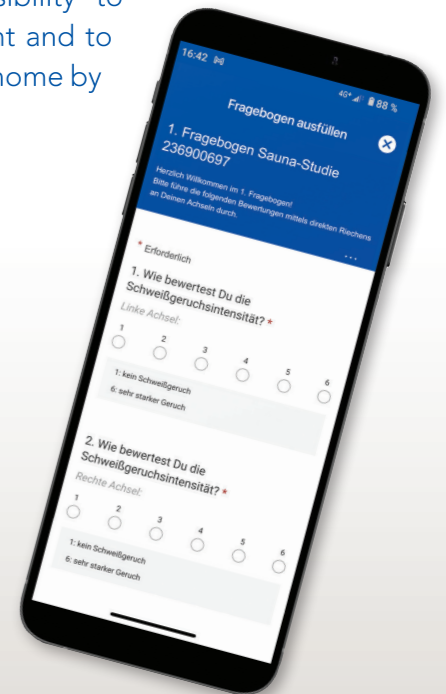 sibility to
nt and to
home by
16:42
4G+ 88 %
Fragebogen ausfüllen
1. Fragebogen Sauna-Studie
236900697
Herzlich Willkommen im 1. Fragebogen!
Bitte führe die folgenden Bewertungen mittels direkten Riechens
an Deinen Achseln durch.
* Erforderlich
1. Wie bewertest Du die
Schweißgeruchsintensität? *
Linke Achsel:
1 2 3 4 5 6
1: kein Schweißgeruch
6: sehr starker Geruch
2. Wie bewertest Du die
Schweißgeruchsintensität? *
Rechte Achsel:
1 2 3 4 5 6
1: kein Schweißgeruch
6: sehr starker Geruch